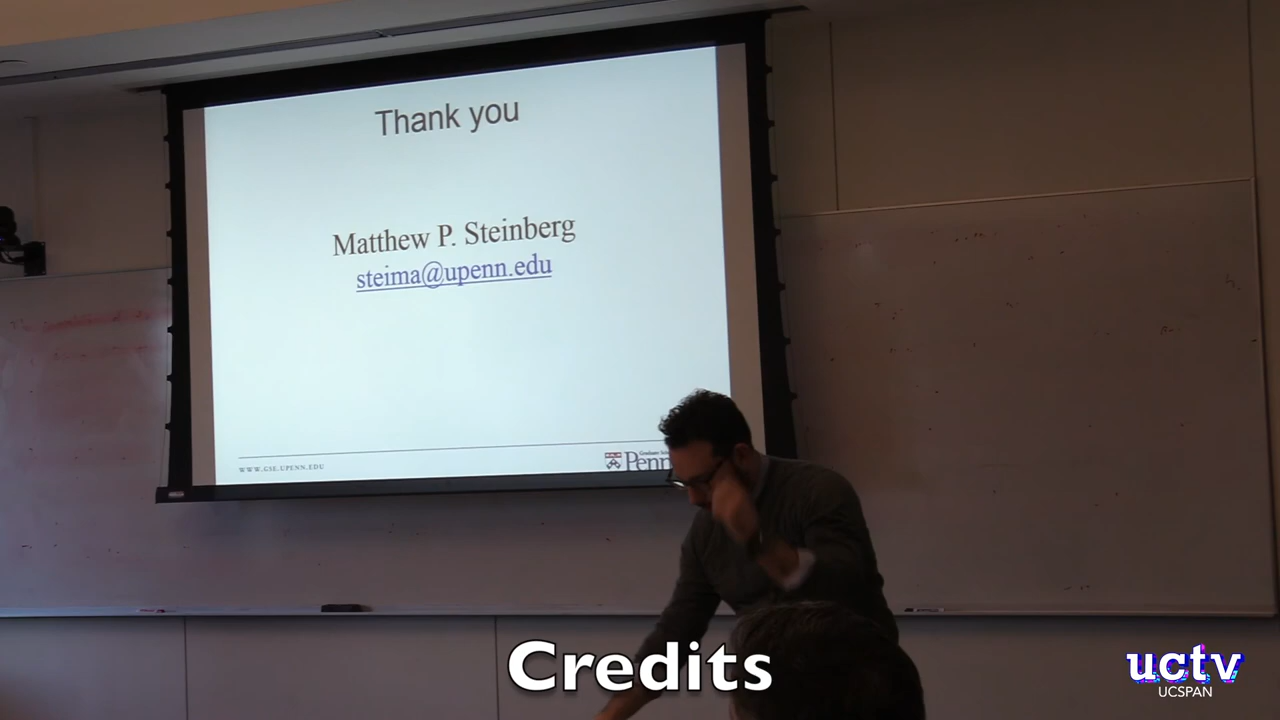 Thank you
Matthew P. Steinberg
steima@upenn.edu
WWW.GSE.UPENN.EDU
Penn
Credits
uctv
UCSPAN